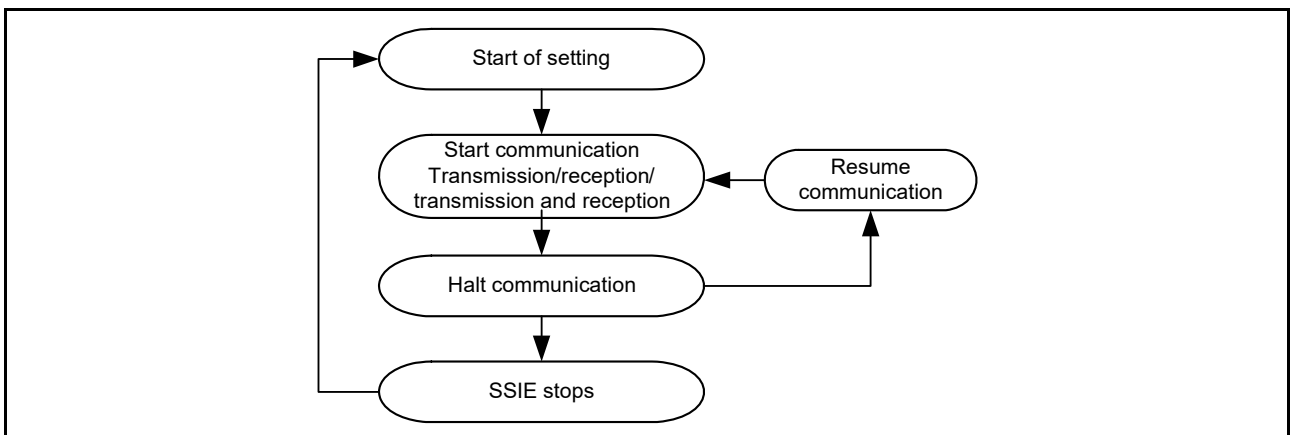 Start of setting
Start communication
Transmission/reception/
transmission and reception
Resume
communication
Halt communication
SSIE stops